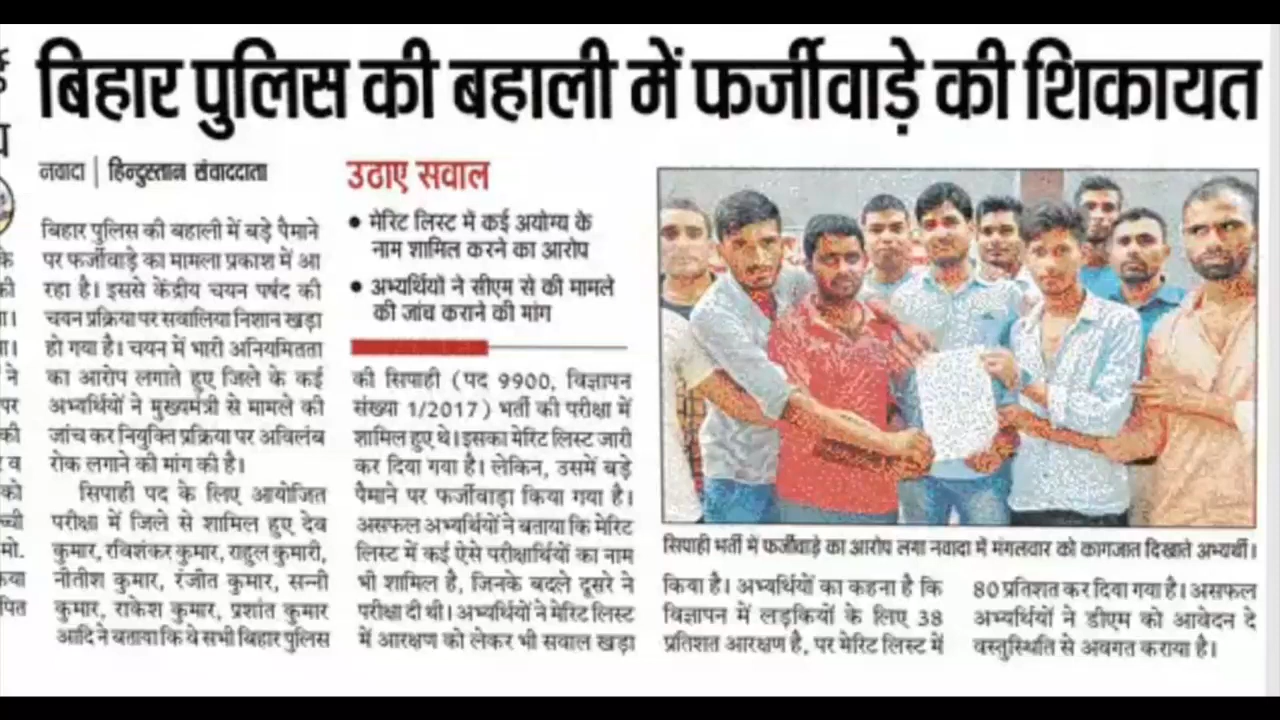 बिहार पुलिस की बहाली में फर्जीवाड़े की शिकायत
नवादा | हिन्दुस्तान संवाददाता
बिहार पुलिस की बहाली में बड़े पैमाने
पर फर्जीवाड़े का मामला प्रकाश में आ
रहा है। इससे केंद्रीय चयन पर्षद की
चयन प्रक्रिया पर सवालिया निशान खड़ा
हो गया है। चयन में भारी अनियमितता
का आरोप लगाते हुए जिले के कई
अभ्यर्थियों ने मुख्यमंत्री से मामले की
जांच कर नियुक्ति प्रक्रिया पर अविलंब
रोक लगाने की मांग की है।
सिपाही पद के लिए आयोजित
परीक्षा में जिले से शामिल हुए देव
कुमार, रविशंकर कुमार, राहुल कुमारी,
नीतीश कुमार, रंजीत कुमार, सन्नी
कुमार, राकेश कुमार, प्रशांत कुमार
आदि ने बताया कि वे सभी बिहार पुलिस
उठाए सवाल
● मेरिट लिस्ट में कई अयोग्य के
नाम शामिल करने का आरोप
● अभ्यर्थियों ने सीएम से की मामले
की जांच कराने की मांग
की सिपाही (पद 9900, विज्ञापन
संख्या 1/2017) भर्ती की परीक्षा में
शामिल हुए थे। इसका मेरिट लिस्ट जारी
कर दिया गया है। लेकिन, उसमें बड़े
पैमाने पर फर्जीवाड़ा किया गया है।
असफल अभ्यर्थियों ने बताया कि मेरिट
लिस्ट में कई ऐसे परीक्षार्थियों का नाम
भी शामिल है, जिनके बदले दूसरे ने
परीक्षा दी थी। अभ्यर्थियों ने मेरिट लिस्ट
में आरक्षण को लेकर भी सवाल खड़ा
सिपाही भर्ती में फर्जीवाड़े का आरोप लगा नवादा में मंगलवार को कागजात दिखाते अभ्यर्थी।
किया है। अभ्यर्थियों का कहना है कि
विज्ञापन में लड़कियों के लिए 38
प्रतिशत आरक्षण है, पर मेरिट लिस्ट में
80 प्रतिशत कर दिया गया है। असफल
अभ्यर्थियों ने डीएम को आवेदन दे
वस्तुस्थिति से अवगत कराया है।